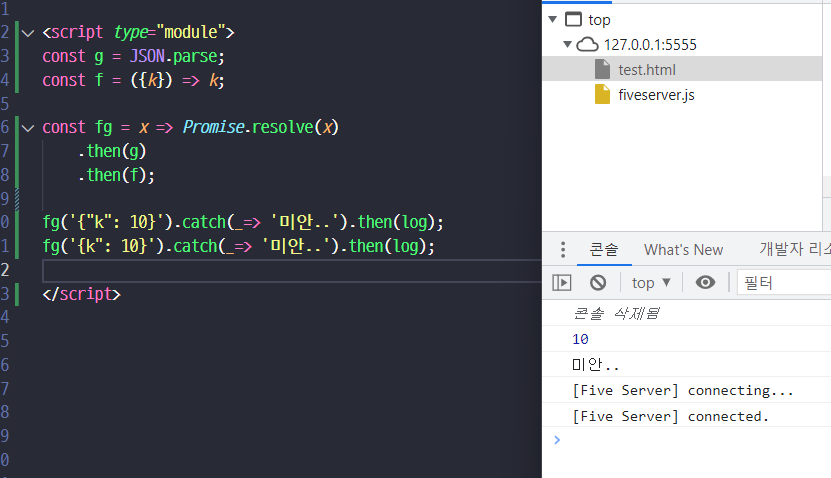 1
2 <script type="module">
3 const g = JSON.parse;
4 const f = ({k}) => k;
5
6 const fg = x => Promise.resolve(x)
7 .then(g)
8 .then(f);
9
0 fg('{"k": 10}').catch(_=> '미안..').then(log);
1 fg('{k": 10}').catch(_=> '미안..').then(log);
2
3 </script>
4
5
6
7
8
9
0
top
127.0.0.1:5555
test.html
fiveserver.js
콘솔 What's New 개발자 리소
top ▼ 필터
콘솔 삭제됨
10
미안..
[Five Server] connecting...
[Five Server] connected.
>